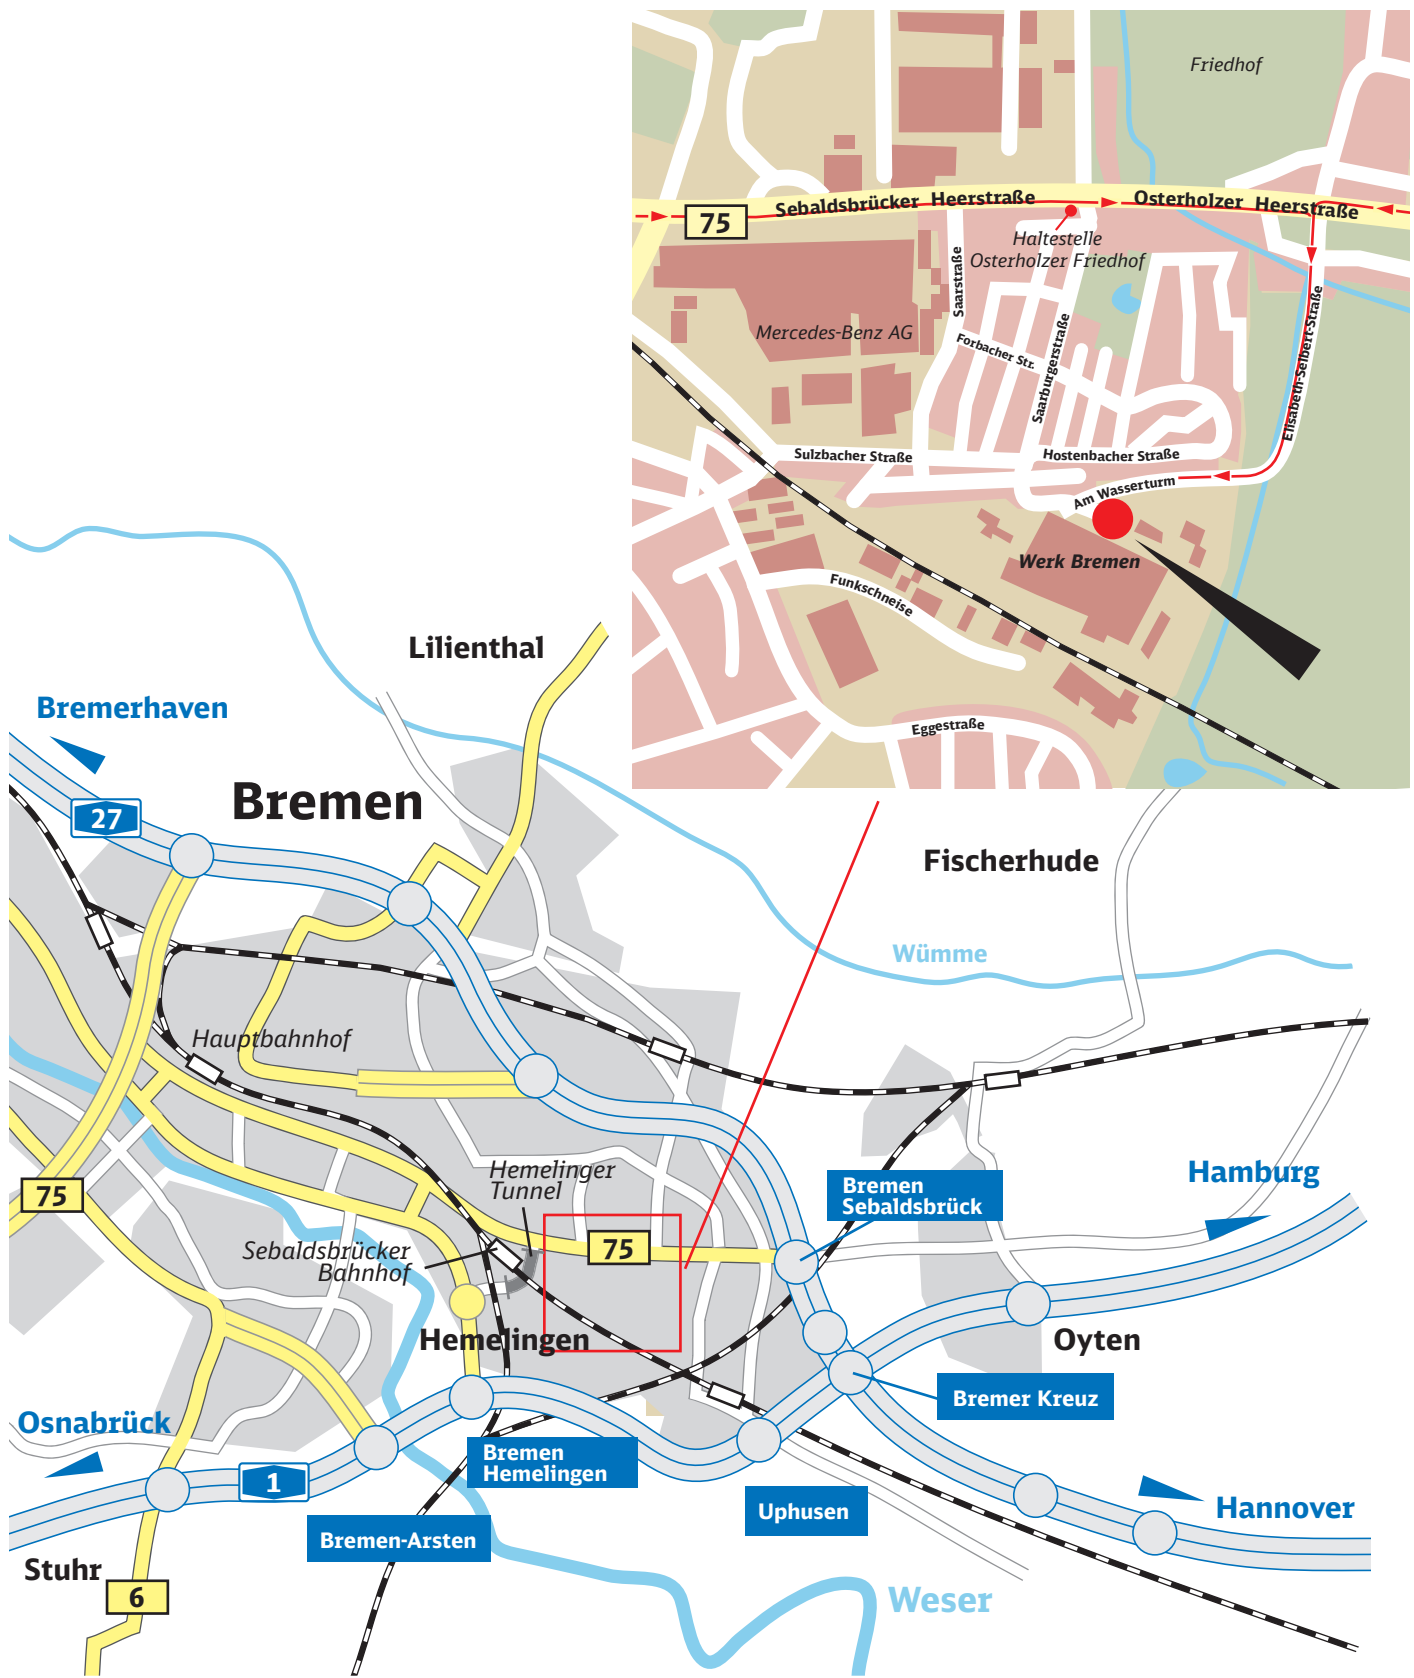 Friedhof
Sebaldsbrücker Heerstraße
Osterholzer Heerstraße
75
Haltestelle
Osterholzer Friedhof
Saarstraße
Mercedes-Benz AG
Forbacher Str.
Saarburgerstraße
Elisabeth-Selbert-Straße
Sulzbacher Straße
Hostenbacher Straße
Am Wasserturm
Werk Bremen
Funkschneise
Eggestraße
Lilienthal
Bremerhaven
Bremen
27
Fischerhude
Wümme
Hauptbahnhof
Hemelinger
Tunnel
Hamburg
Bremen
Sebaldsbrück
75
75
Sebaldsbrücker
Bahnhof
Hemelingen
Oyten
Bremer Kreuz
Osnabrück
Bremen
Hemelingen
1
Hannover
Uphusen
Bremen-Arsten
Stuhr
6
Weser